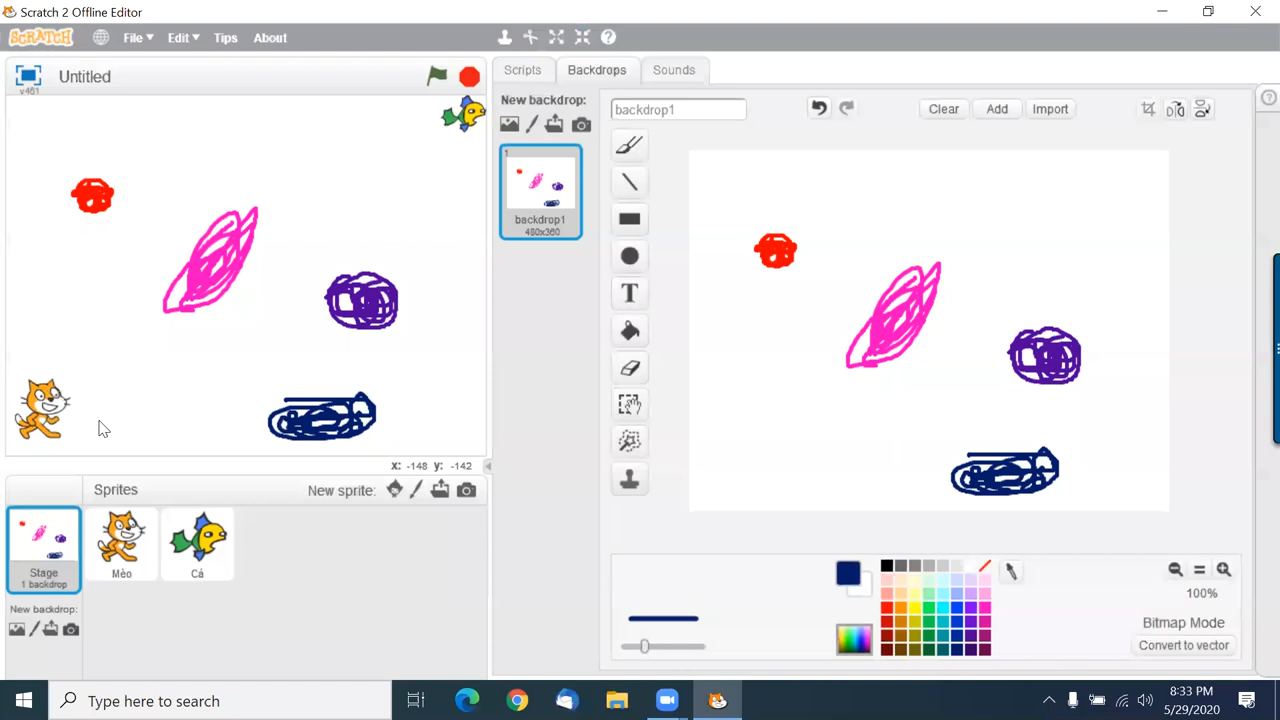 Scratch 2 Offline Editor
SCRATCH File Edit Tips About
v461 Untitled
Scripts Backdrops Sounds
New backdrop:
backdrop1
Clear Add Import
1
backdrop1
480x360
x: -148 y: -142
Sprites New sprite:
Stage
1 backdrop
Mèo
Cá
New backdrop:
T
100%
Bitmap Mode
Convert to vector
Type here to search
8:33 PM
5/29/2020